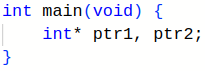 int main(void) {
    int* ptr1, ptr2;
}